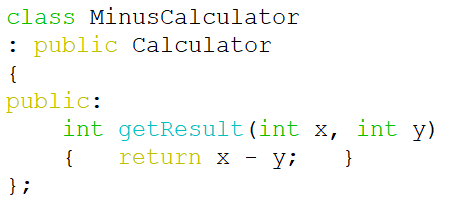 class MinusCalculator
: public Calculator
{
public:
    int getResult(int x, int y)
    {   return x - y;   }
};